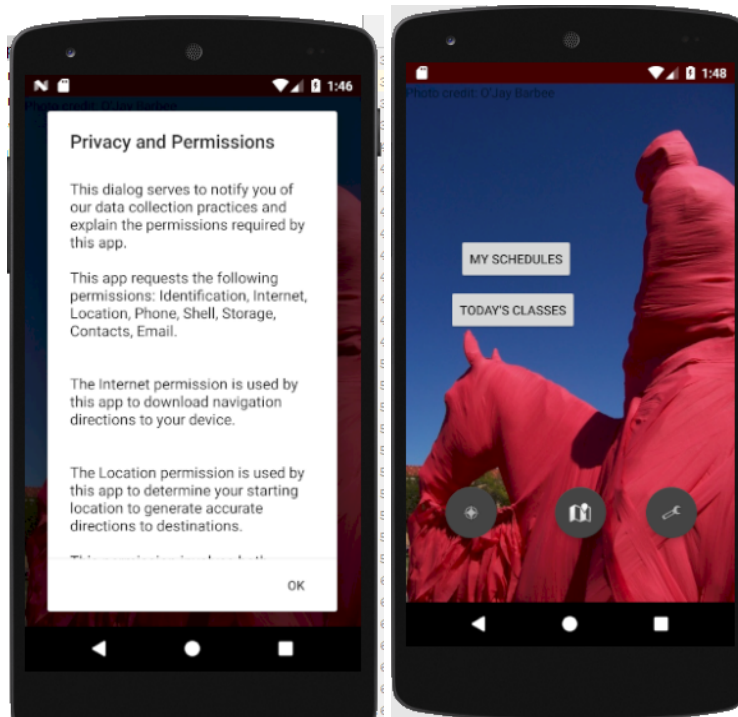 1:46
Photo credit: O'Jay Barbee
Privacy and Permissions
This dialog serves to notify you of
our data collection practices and
explain the permissions required by
this app.
This app requests the following
permissions: Identification, Internet,
Location, Phone, Shell, Storage,
Contacts, Email.
The Internet permission is used by
this app to download navigation
directions to your device.
The Location permission is used by
this app to determine your starting
location to generate accurate
directions to destinations.
OK
1:48
Photo credit: O'Jay Barbee
MY SCHEDULES
TODAY'S CLASSES